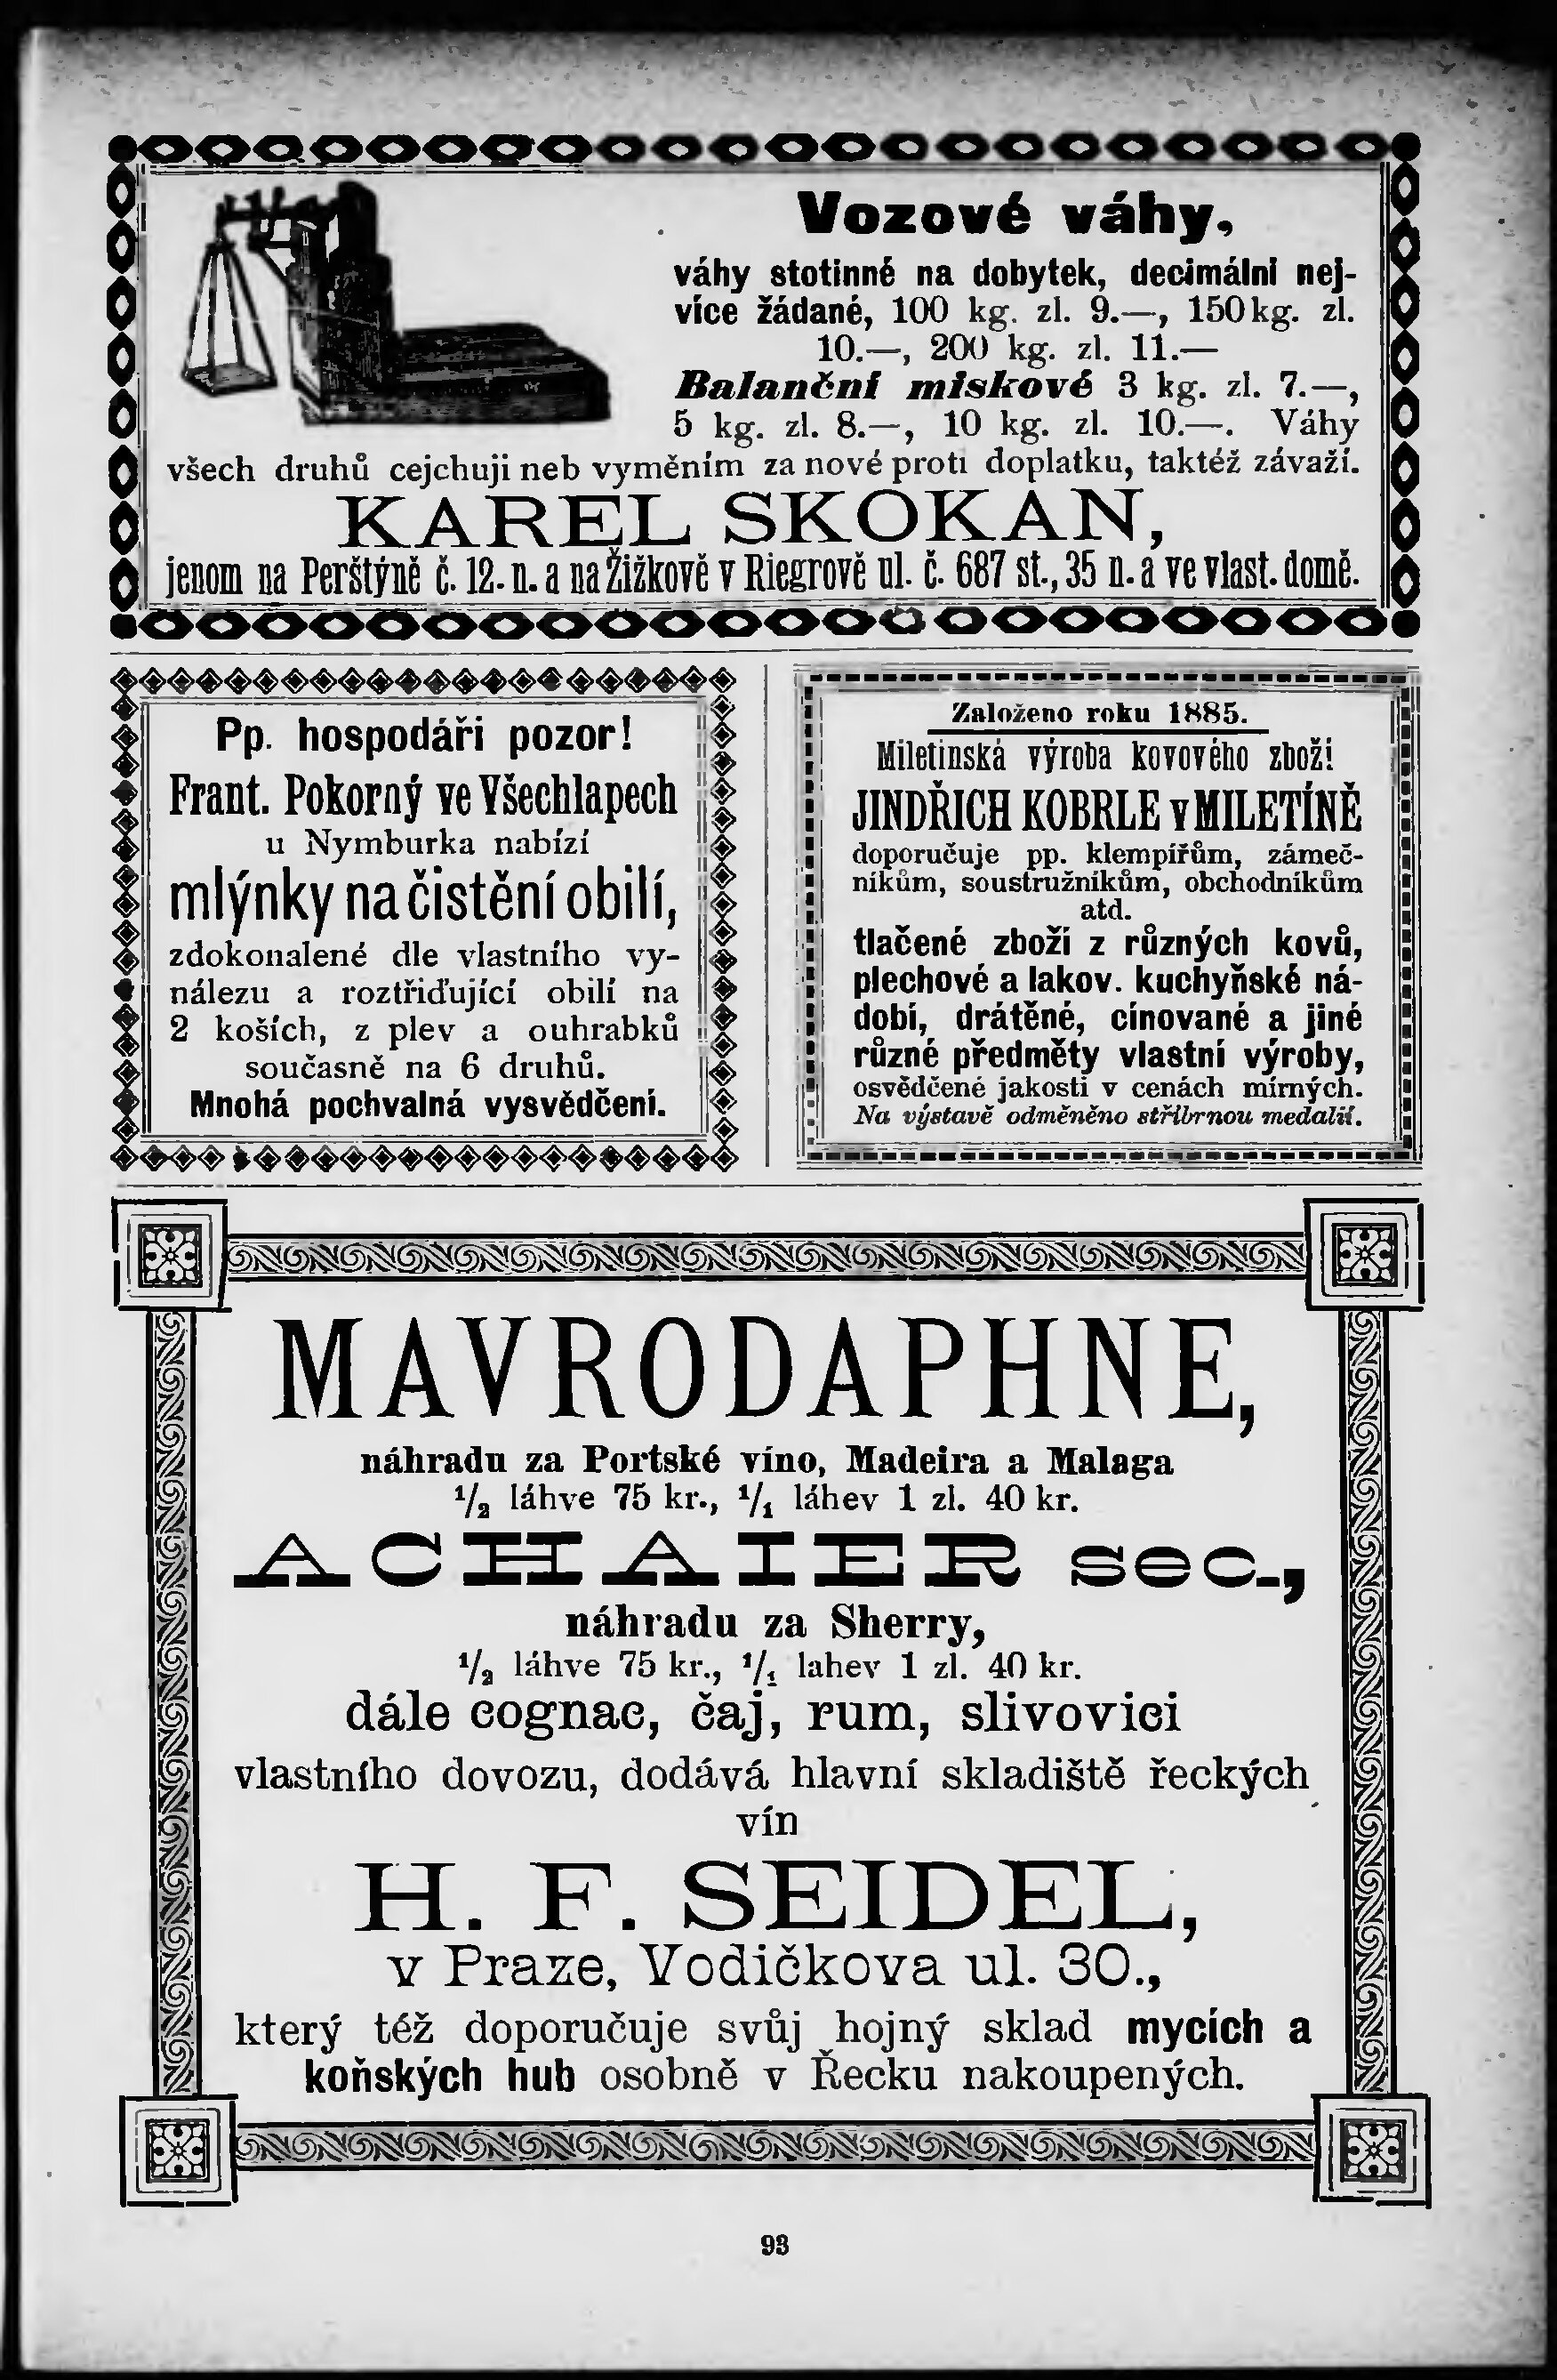 Vozové váhy,
váhy stotinné na dobytek, decimální nej-
více žádané, 100 kg. zl. 9.—, 150 kg. zl.
10.—, 200 kg. zl. 11.—
Balanční miskové 3 kg. zl. 7.—,
5 kg. zl. 8.—, 10 kg. zl. 10.—. Váhy
všech druhů cejchuji neb vyměním za nové proti doplatku, taktéž závaží.
KAREL SKOKAN,
jenom na Perštýně č. 12. n. a na Žižkově v Riegrově ul. č. 687 st., 35 n. a ve vlast. domě.
Pp. hospodáři pozor!
Frant. Pokorný ve Všechlapech
u Nymburka nabízí
mlýnky na čistění obilí,
zdokonalené dle vlastního vy-
nálezu a roztřiďující obilí na
2 koších, z plev a ouhrabků
současně na 6 druhů.
Mnohá pochvalná vysvědčení.
Založeno roku 1885.
Miletinská výroba kovového zboží
JINDŘICH KOBRLE v MILETÍNĚ
doporučuje pp. klempířům, zámeč-
níkům, soustružníkům, obchodníkům
atd.
tlačené zboží z různých kovů,
plechové a lakov. kuchyňské ná-
dobí, drátěné, cínované a jiné
různé předměty vlastní výroby,
osvědčené jakosti v cenách mírných.
Na výstavě odměněno stříbrnou medalií.
MAVRODAPHNE,
náhradu za Portské víno, Madeira a Malaga
1/2 láhve 75 kr., 1/1 láhev 1 zl. 40 kr.
ACHAIER sec.,
náhradu za Sherry,
1/2 láhve 75 kr., 1/1 lahev 1 zl. 40 kr.
dále cognac, čaj, rum, slivovici
vlastního dovozu, dodává hlavní skladiště řeckých
vín
H. F. SEIDEL,
v Praze, Vodičkova ul. 30.,
který též doporučuje svůj hojný sklad mycích a
koňských hub osobně v Řecku nakoupených.
93